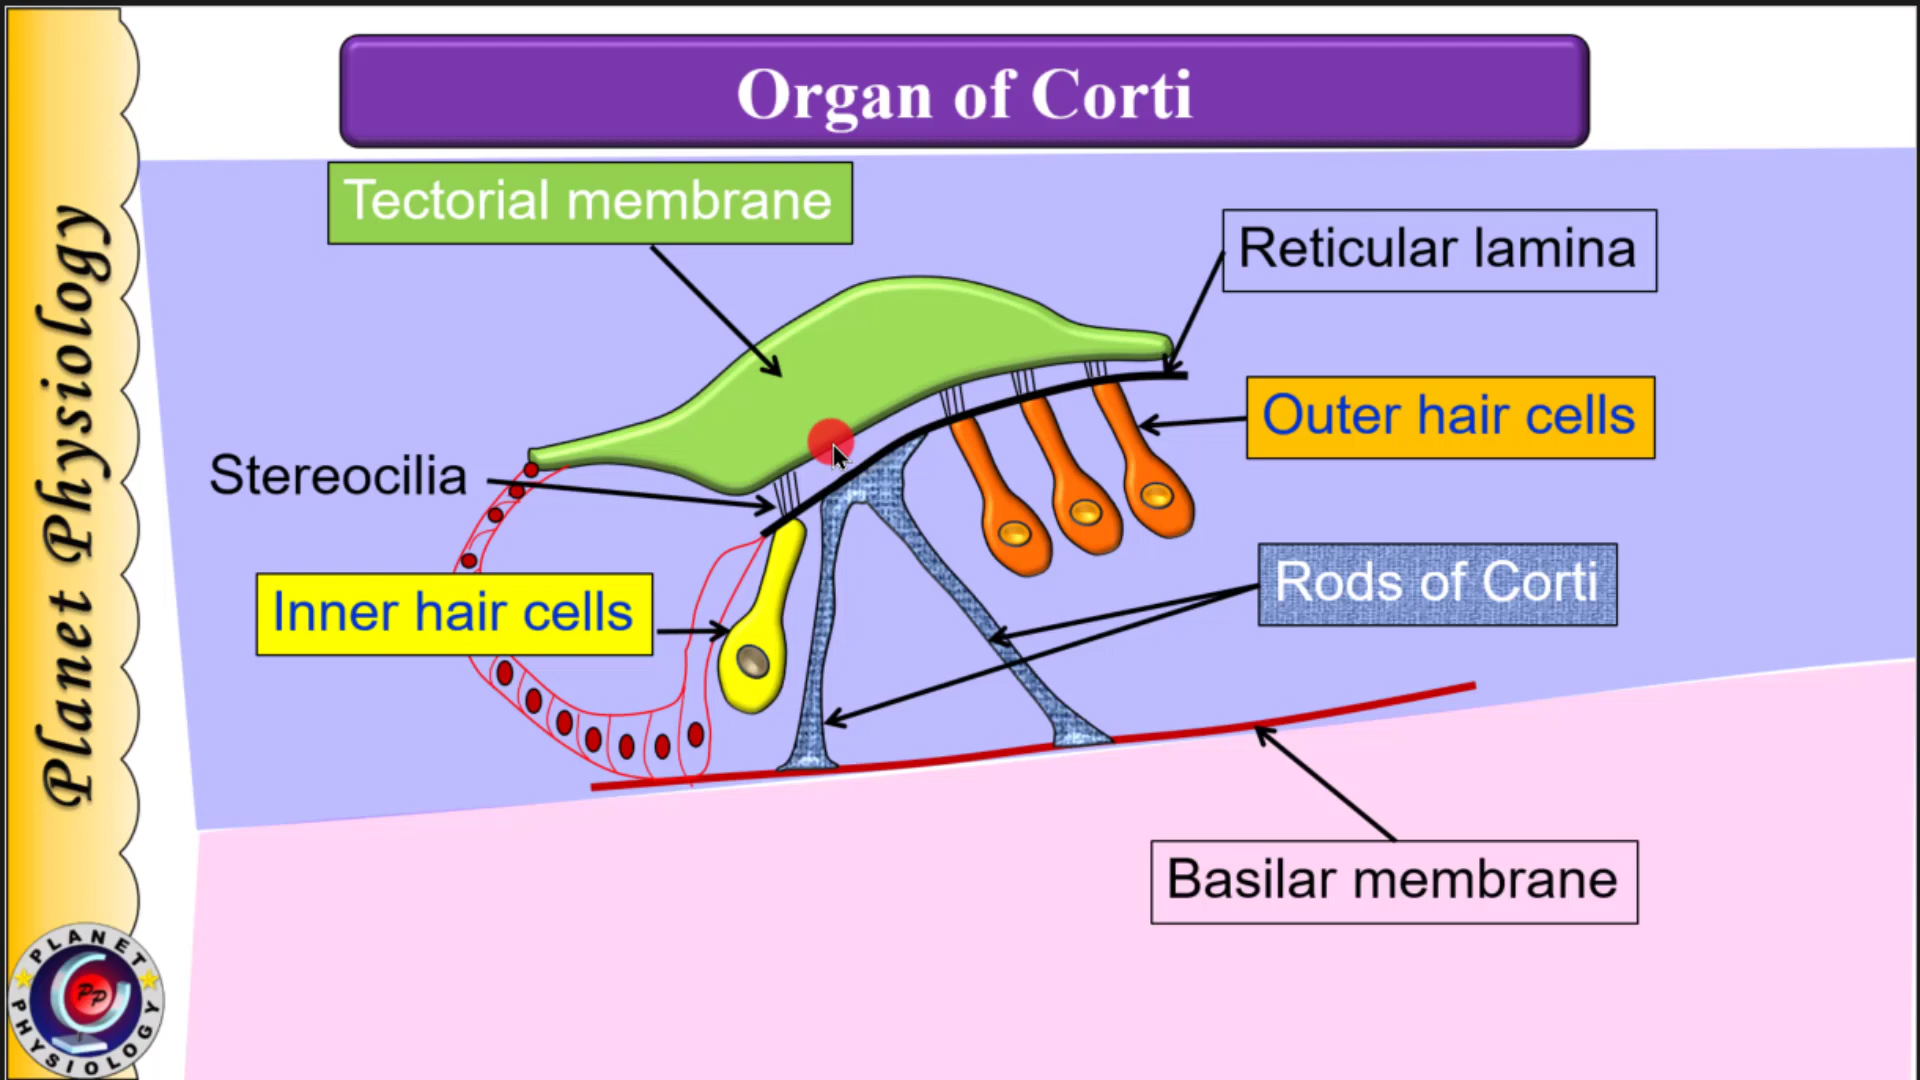 Organ of Corti
Tectorial membrane
Reticular lamina
Outer hair cells
Stereocilia
Rods of Corti
Inner hair cells
Basilar membrane
Planet Physiology
PLANET
PP
PHYSIOLOGY